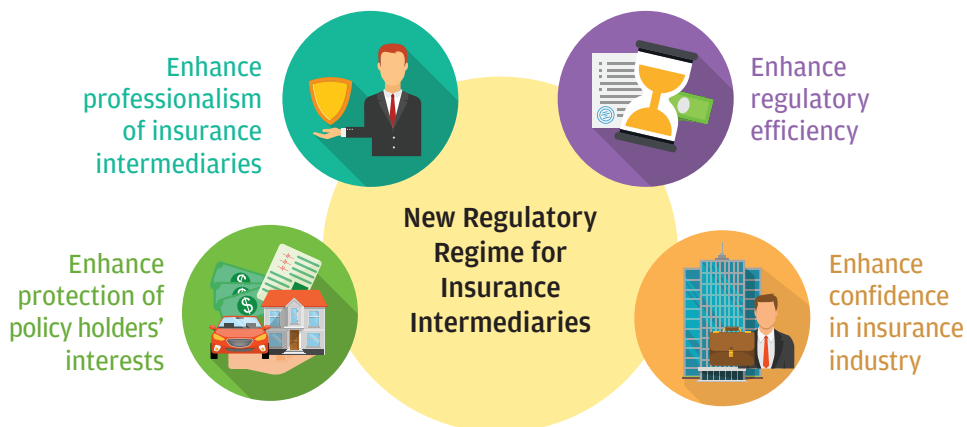 Enhance
professionalism
of insurance
intermediaries
Enhance
regulatory
efficiency
New Regulatory
Regime for
Insurance
Intermediaries
Enhance
protection of
policy holders’
interests
Enhance
confidence
in insurance
industry